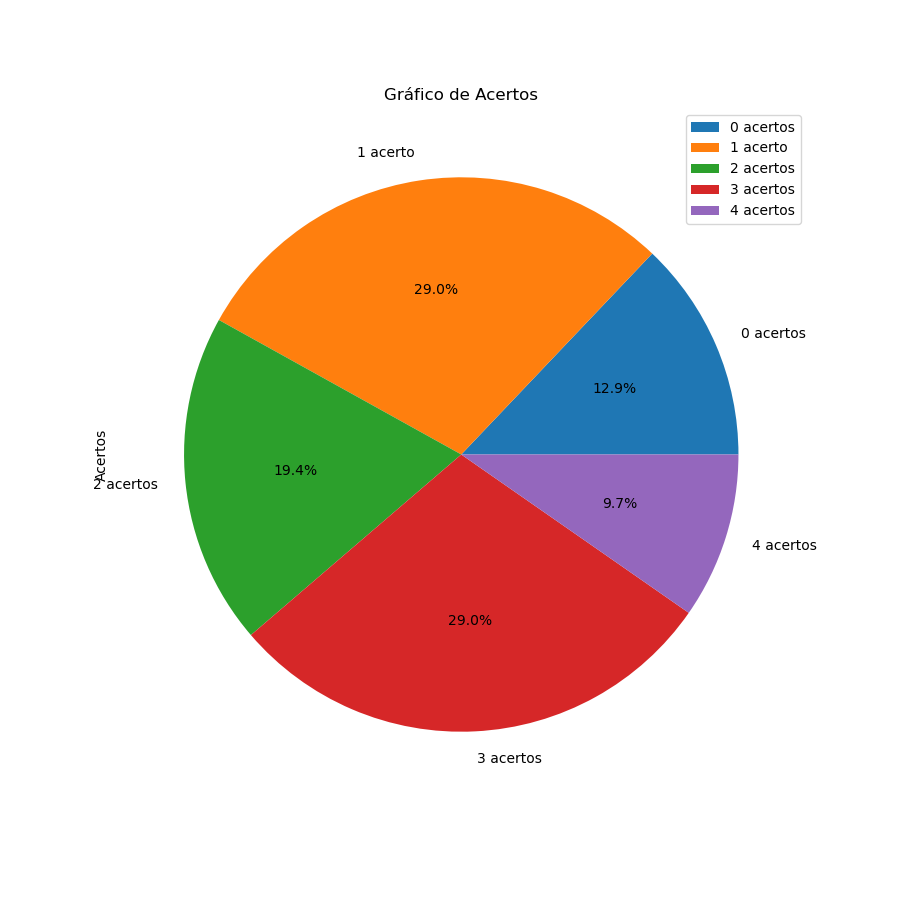 Gráfico de Acertos
0 acertos
1 acerto
2 acertos
3 acertos
4 acertos
1 acerto
29.0%
0 acertos
12.9%
Acertos
2 acertos
19.4%
9.7%
4 acertos
29.0%
3 acertos